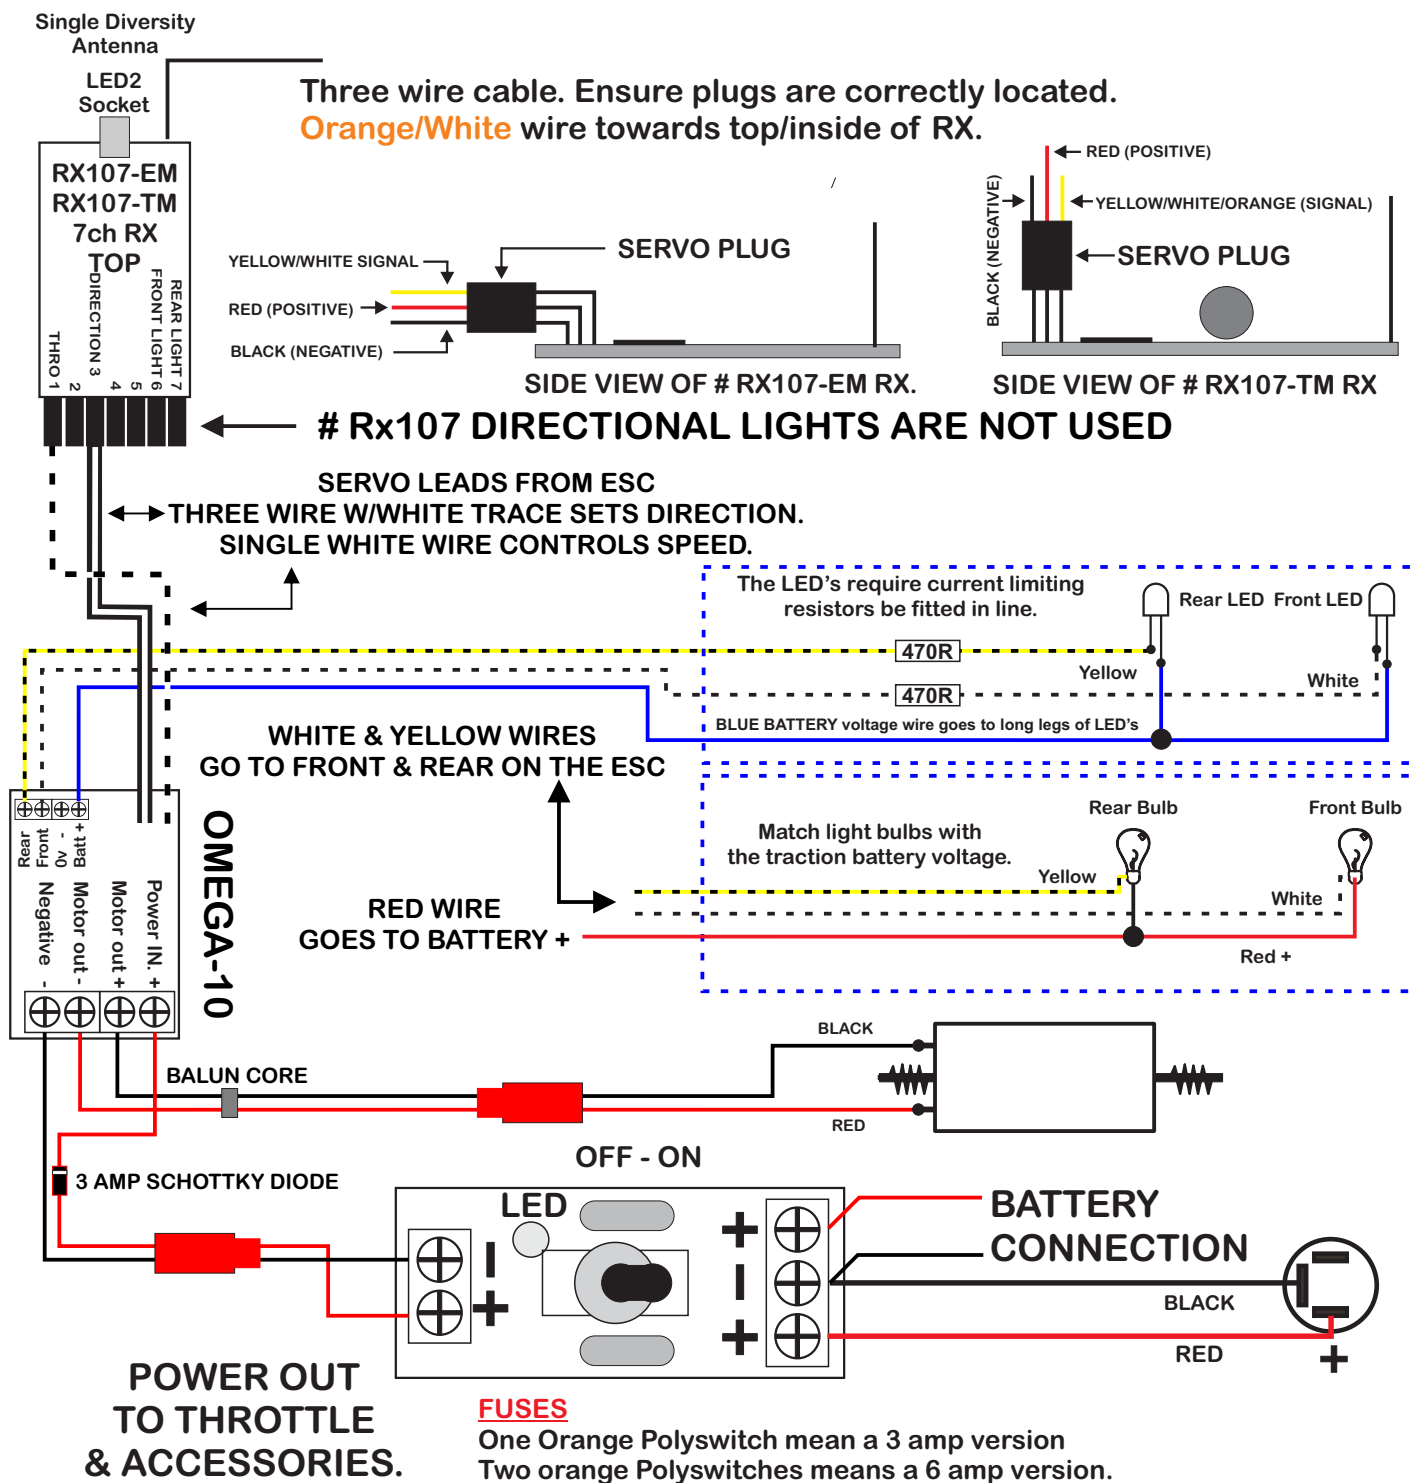 Single Diversity
Antenna
LED2
Socket
Three wire cable. Ensure plugs are correctly located.
Orange/White wire towards top/inside of RX.
RX107-EM
RX107-TM
7ch RX
TOP
THRO 1
2
DIRECTION 3
4
5
FRONT LIGHT 6
REAR LIGHT 7
/
YELLOW/WHITE SIGNAL
RED (POSITIVE)
BLACK (NEGATIVE)
SERVO PLUG
SIDE VIEW OF # RX107-EM RX.
RED (POSITIVE)
BLACK (NEGATIVE)
YELLOW/WHITE/ORANGE (SIGNAL)
SERVO PLUG
SIDE VIEW OF # RX107-TM RX
# Rx107 DIRECTIONAL LIGHTS ARE NOT USED
SERVO LEADS FROM ESC
THREE WIRE W/WHITE TRACE SETS DIRECTION.
SINGLE WHITE WIRE CONTROLS SPEED.
The LED's require current limiting
resistors be fitted in line.
Rear LED Front LED
470R
Yellow
470R
White
BLUE BATTERY voltage wire goes to long legs of LED's
WHITE & YELLOW WIRES
GO TO FRONT & REAR ON THE ESC
Rear Bulb
Front Bulb
Match light bulbs with
the traction battery voltage.
Yellow
White
RED WIRE
GOES TO BATTERY +
Red +
Rear
Front
0v -
Batt +
Negative -
Motor out -
Motor out +
Power IN. +
OMEGA-10
BLACK
BALUN CORE
RED
OFF - ON
3 AMP SCHOTTKY DIODE
LED
-
+
+
-
+
BATTERY
CONNECTION
BLACK
RED
+
POWER OUT
TO THROTTLE
& ACCESSORIES.
FUSES
One Orange Polyswitch mean a 3 amp version
Two orange Polyswitches means a 6 amp version.